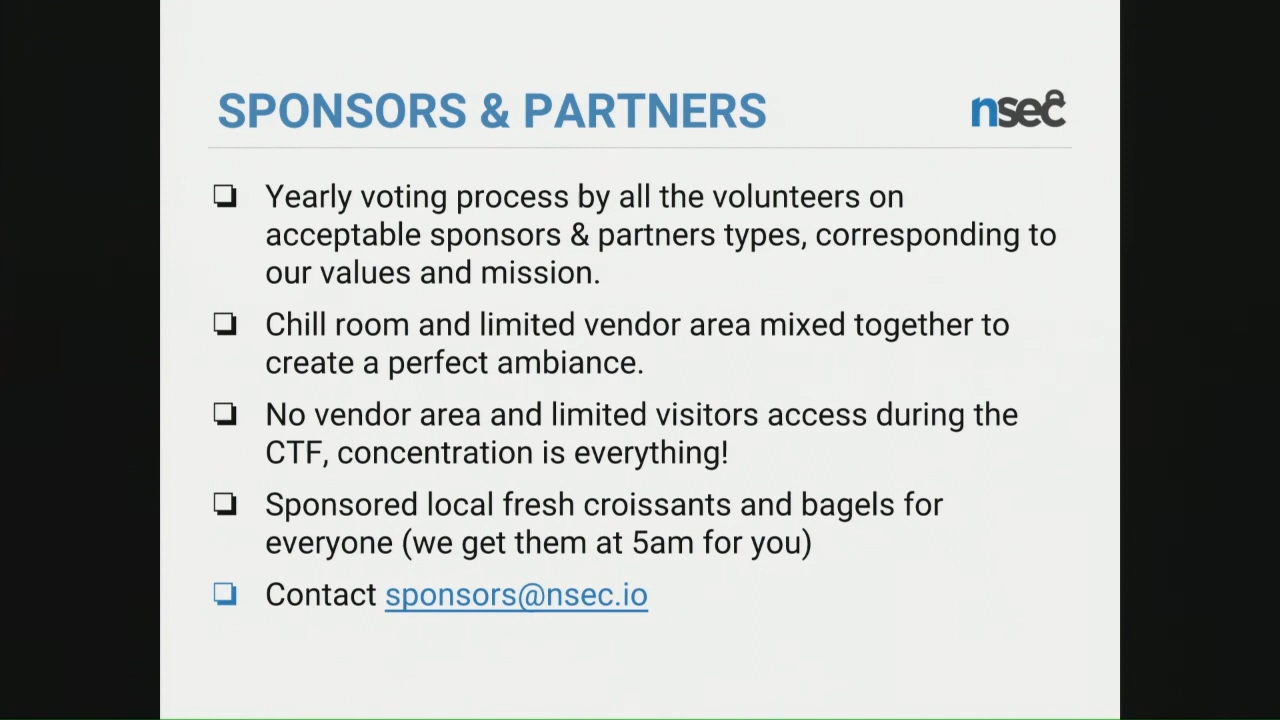 SPONSORS & PARTNERS
nsec
❏ Yearly voting process by all the volunteers on
acceptable sponsors & partners types, corresponding to
our values and mission.
❏ Chill room and limited vendor area mixed together to
create a perfect ambiance.
❏ No vendor area and limited visitors access during the
CTF, concentration is everything!
❏ Sponsored local fresh croissants and bagels for
everyone (we get them at 5am for you)
❏ Contact sponsors@nsec.io